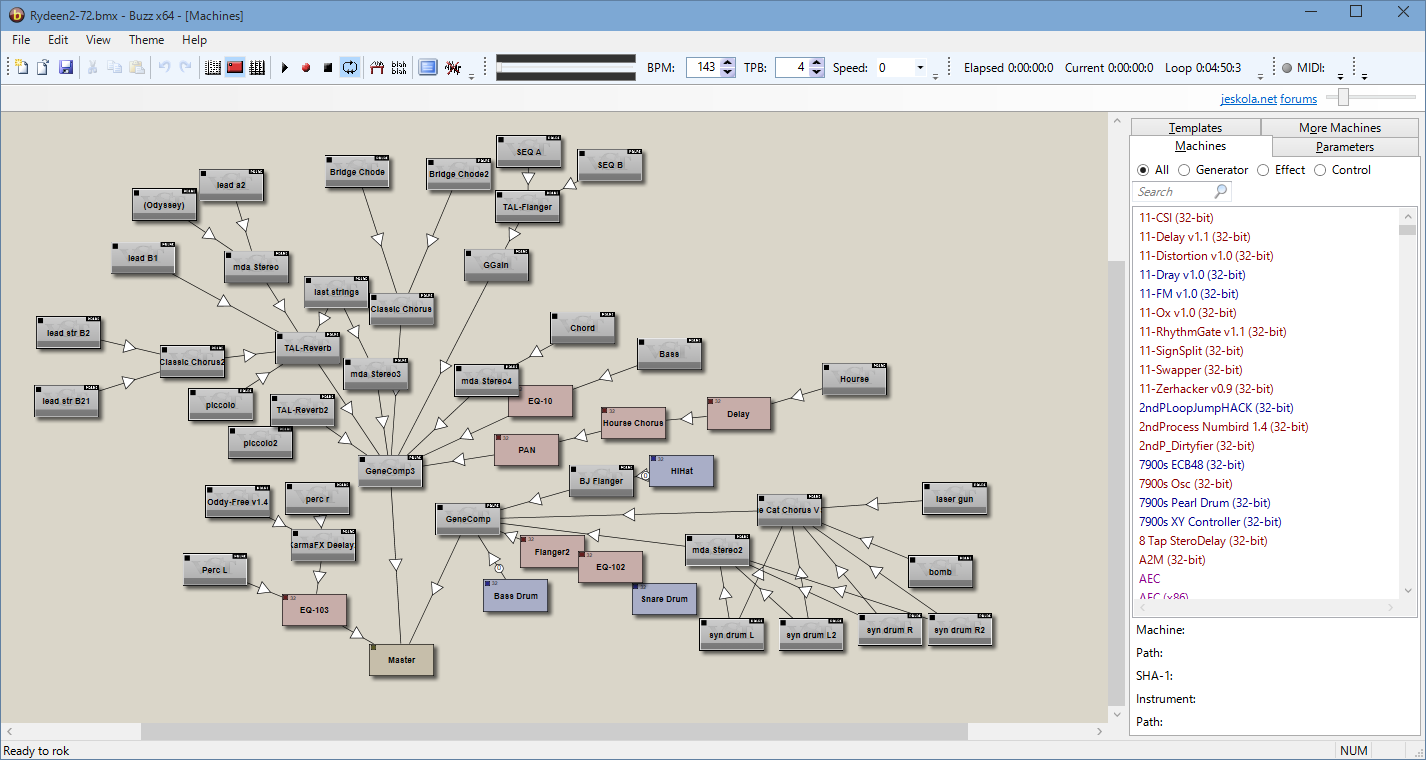 Rydeen2-72.bmx - Buzz x64 - [Machines]
File Edit View Theme Help
BPM: 143 TPB: 4 Speed: 0 Elapsed 0:00:00:0 Current 0:00:00:0 Loop 0:04:50:3 MIDI:
jeskola.net forums
SEQ A
SEQ B
Bridge Chode
Bridge Chode2
lead a2
(Odyssey)
TAL-Flanger
lead B1
mda Stereo
GGain
last strings
Classic Chorus
lead str B2
Chord
TAL-Reverb
Bass
Classic Chorus2
mda Stereo3
mda Stereo4
Hourse
lead str B21
piccolo
TAL-Reverb2
EQ-10
Delay
Hourse Chorus
piccolo2
PAN
GeneComp3
HiHat
BJ Flanger
Oddy-Free v1.4
perc r
laser gun
e Cat Chorus V
GeneComp
KarmaFX Deelay
Flanger2
mda Stereo2
EQ-102
Perc L
bomb
Bass Drum
Snare Drum
EQ-103
syn drum L
syn drum L2
syn drum R
syn drum R2
Master
Templates
More Machines
Machines
Parameters
All Generator Effect Control
Search
11-CSI (32-bit)
11-Delay v1.1 (32-bit)
11-Distortion v1.0 (32-bit)
11-Dray v1.0 (32-bit)
11-FM v1.0 (32-bit)
11-Ox v1.0 (32-bit)
11-RhythmGate v1.1 (32-bit)
11-SignSplit (32-bit)
11-Swapper (32-bit)
11-Zerhacker v0.9 (32-bit)
2ndPLoopJumpHACK (32-bit)
2ndProcess Numbird 1.4 (32-bit)
2ndP_Dirtyfier (32-bit)
7900s ECB48 (32-bit)
7900s Osc (32-bit)
7900s Pearl Drum (32-bit)
7900s XY Controller (32-bit)
8 Tap SteroDelay (32-bit)
A2M (32-bit)
AEC
AEC (x86)
Machine:
Path:
SHA-1:
Instrument:
Path:
Ready to rok
NUM